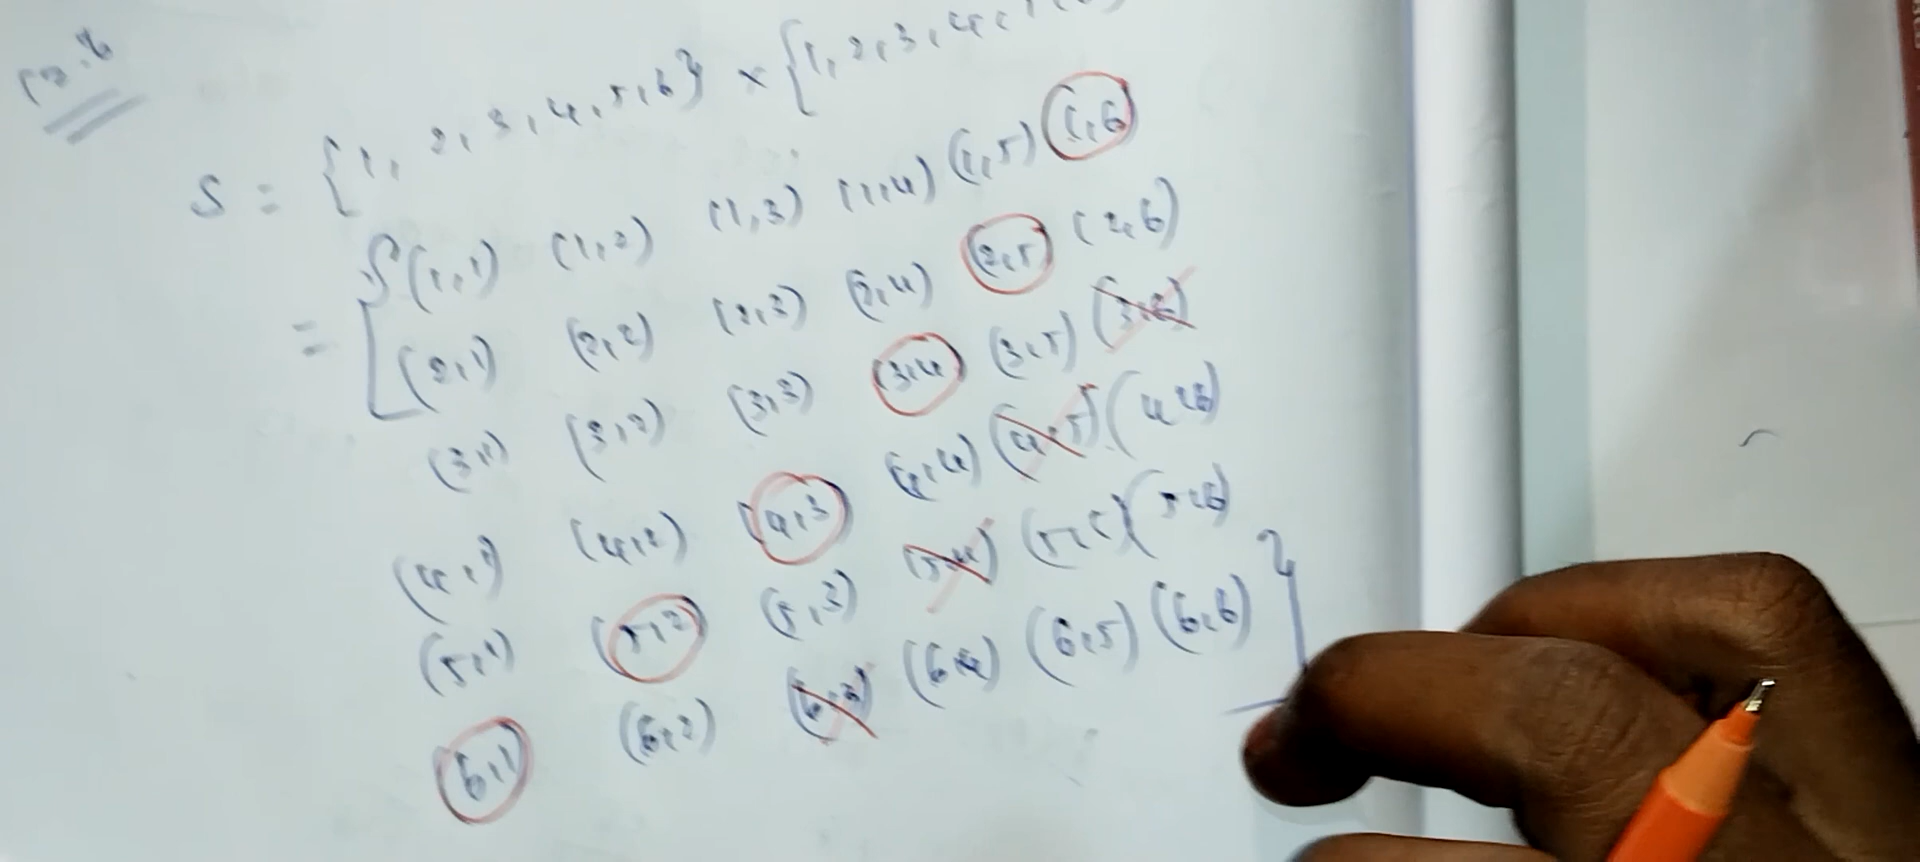 S = {1, 2, 3, 4, 5, 6} × {1, 2, 3, 4,
= {(1,1) (1,2) (1,3) (1,4) (1,5) (1,6)
(2,1) (2,2) (2,3) (2,4) (2,5) (2,6)
(3,1) (3,2) (3,3) (3,4) (3,5) (3,6)
(4,1) (4,2) (4,3) (4,4) (4,5) (4,6)
(5,1) (5,2) (5,3) (5,4) (5,5) (5,6)
(6,1) (6,2) (6,3) (6,4) (6,5) (6,6)}